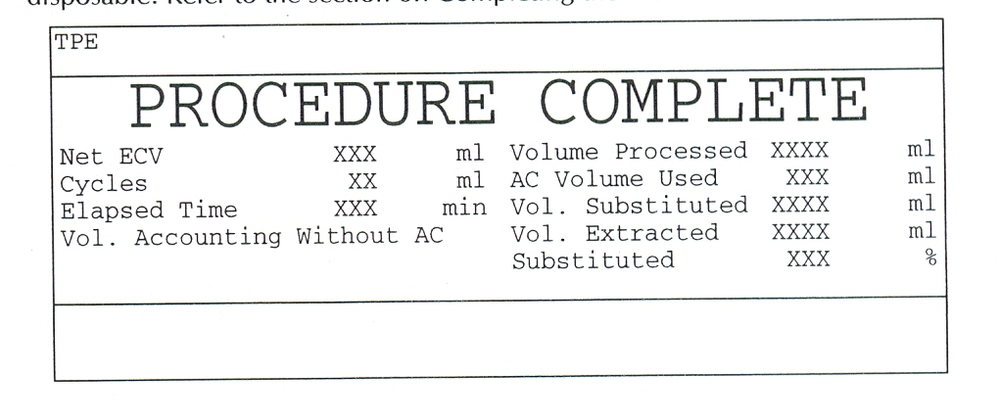 disposable. Refer to the section on Completing
TPE
PROCEDURE COMPLETE
Net ECV XXX ml Volume Processed XXXX ml
Cycles XX ml AC Volume Used XXX ml
Elapsed Time XXX min Vol. Substituted XXXX ml
Vol. Accounting Without AC Vol. Extracted XXXX ml
Substituted XXX %